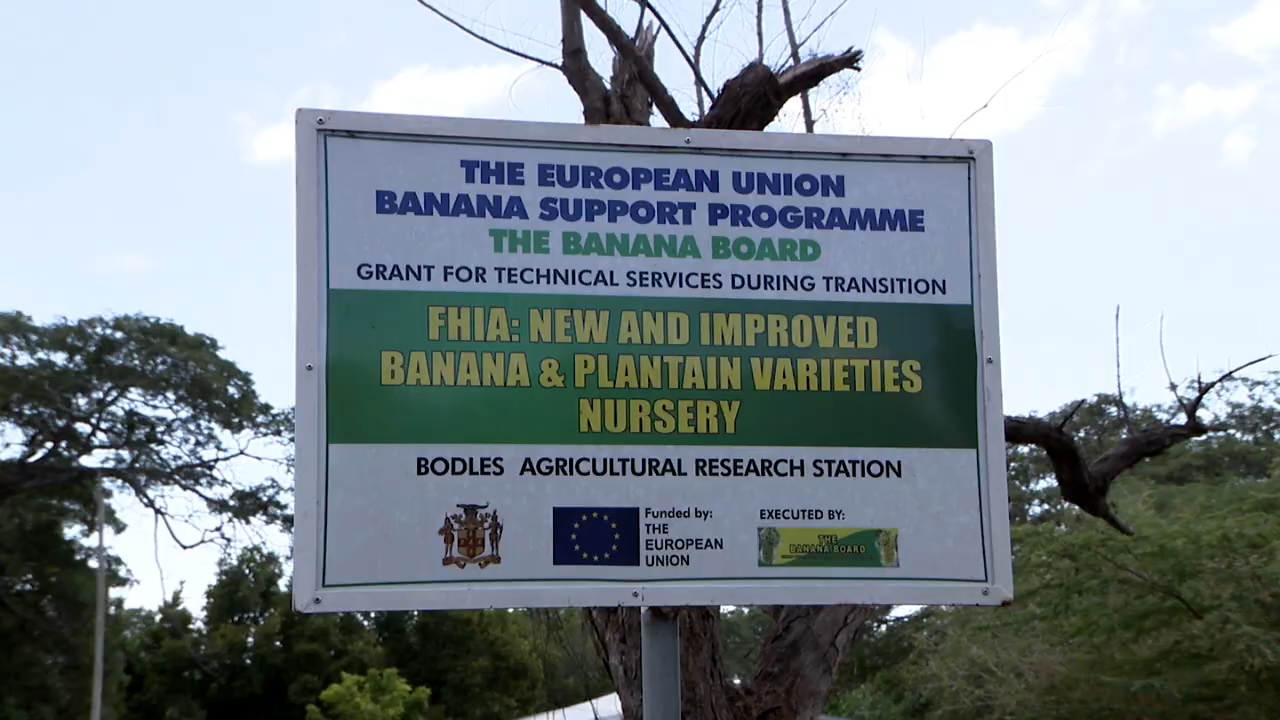 THE EUROPEAN UNION
BANANA SUPPORT PROGRAMME
THE BANANA BOARD
GRANT FOR TECHNICAL SERVICES DURING TRANSITION
FHIA: NEW AND IMPROVED
BANANA & PLANTAIN VARIETIES
NURSERY
BODLES AGRICULTURAL RESEARCH STATION
Funded by:
THE
EUROPEAN
UNION
EXECUTED BY:
THE
BANANA BOARD